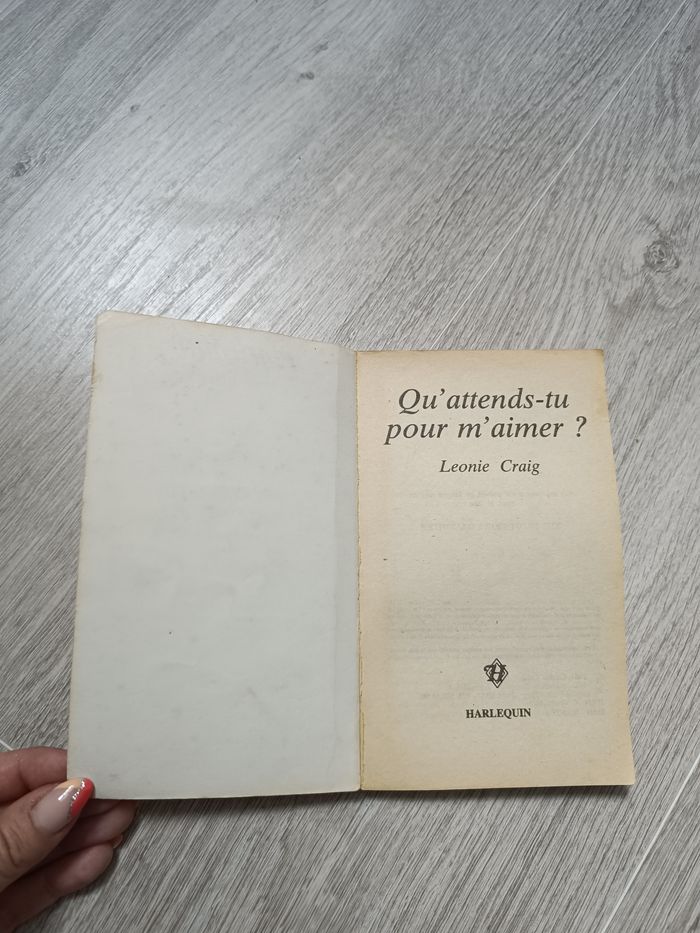 Qu'attends-tu
pour m'aimer ?
Leonie Craig
H
HARLEQUIN